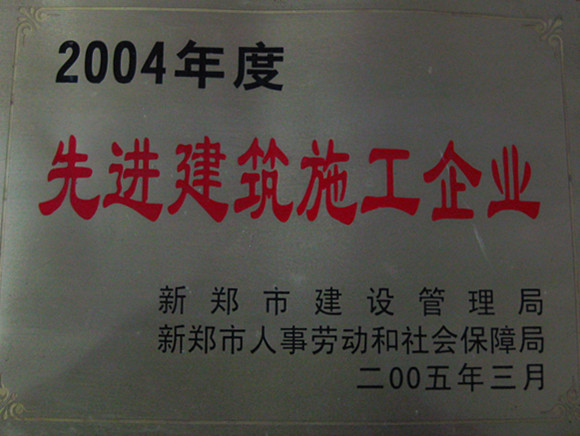 2004年度
先进建筑施工企业
新郑市建设管理局
新郑市人事劳动和社会保障局
二00五年三月